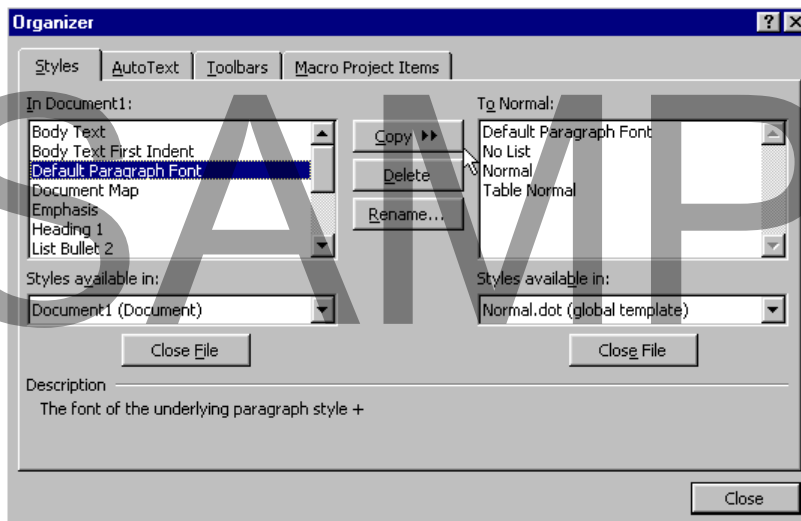 Organizer
Styles AutoText Toolbars Macro Project Items
In Document1:
Body Text
Body Text First Indent
Default Paragraph Font
Document Map
Emphasis
Heading 1
List Bullet 2
Copy
Delete
Rename...
To Normal:
Default Paragraph Font
No List
Normal
Table Normal
Styles available in:
Document1 (Document)
Close File
Styles available in:
Normal.dot (global template)
Close File
Description
The font of the underlying paragraph style +
Close
SAMP